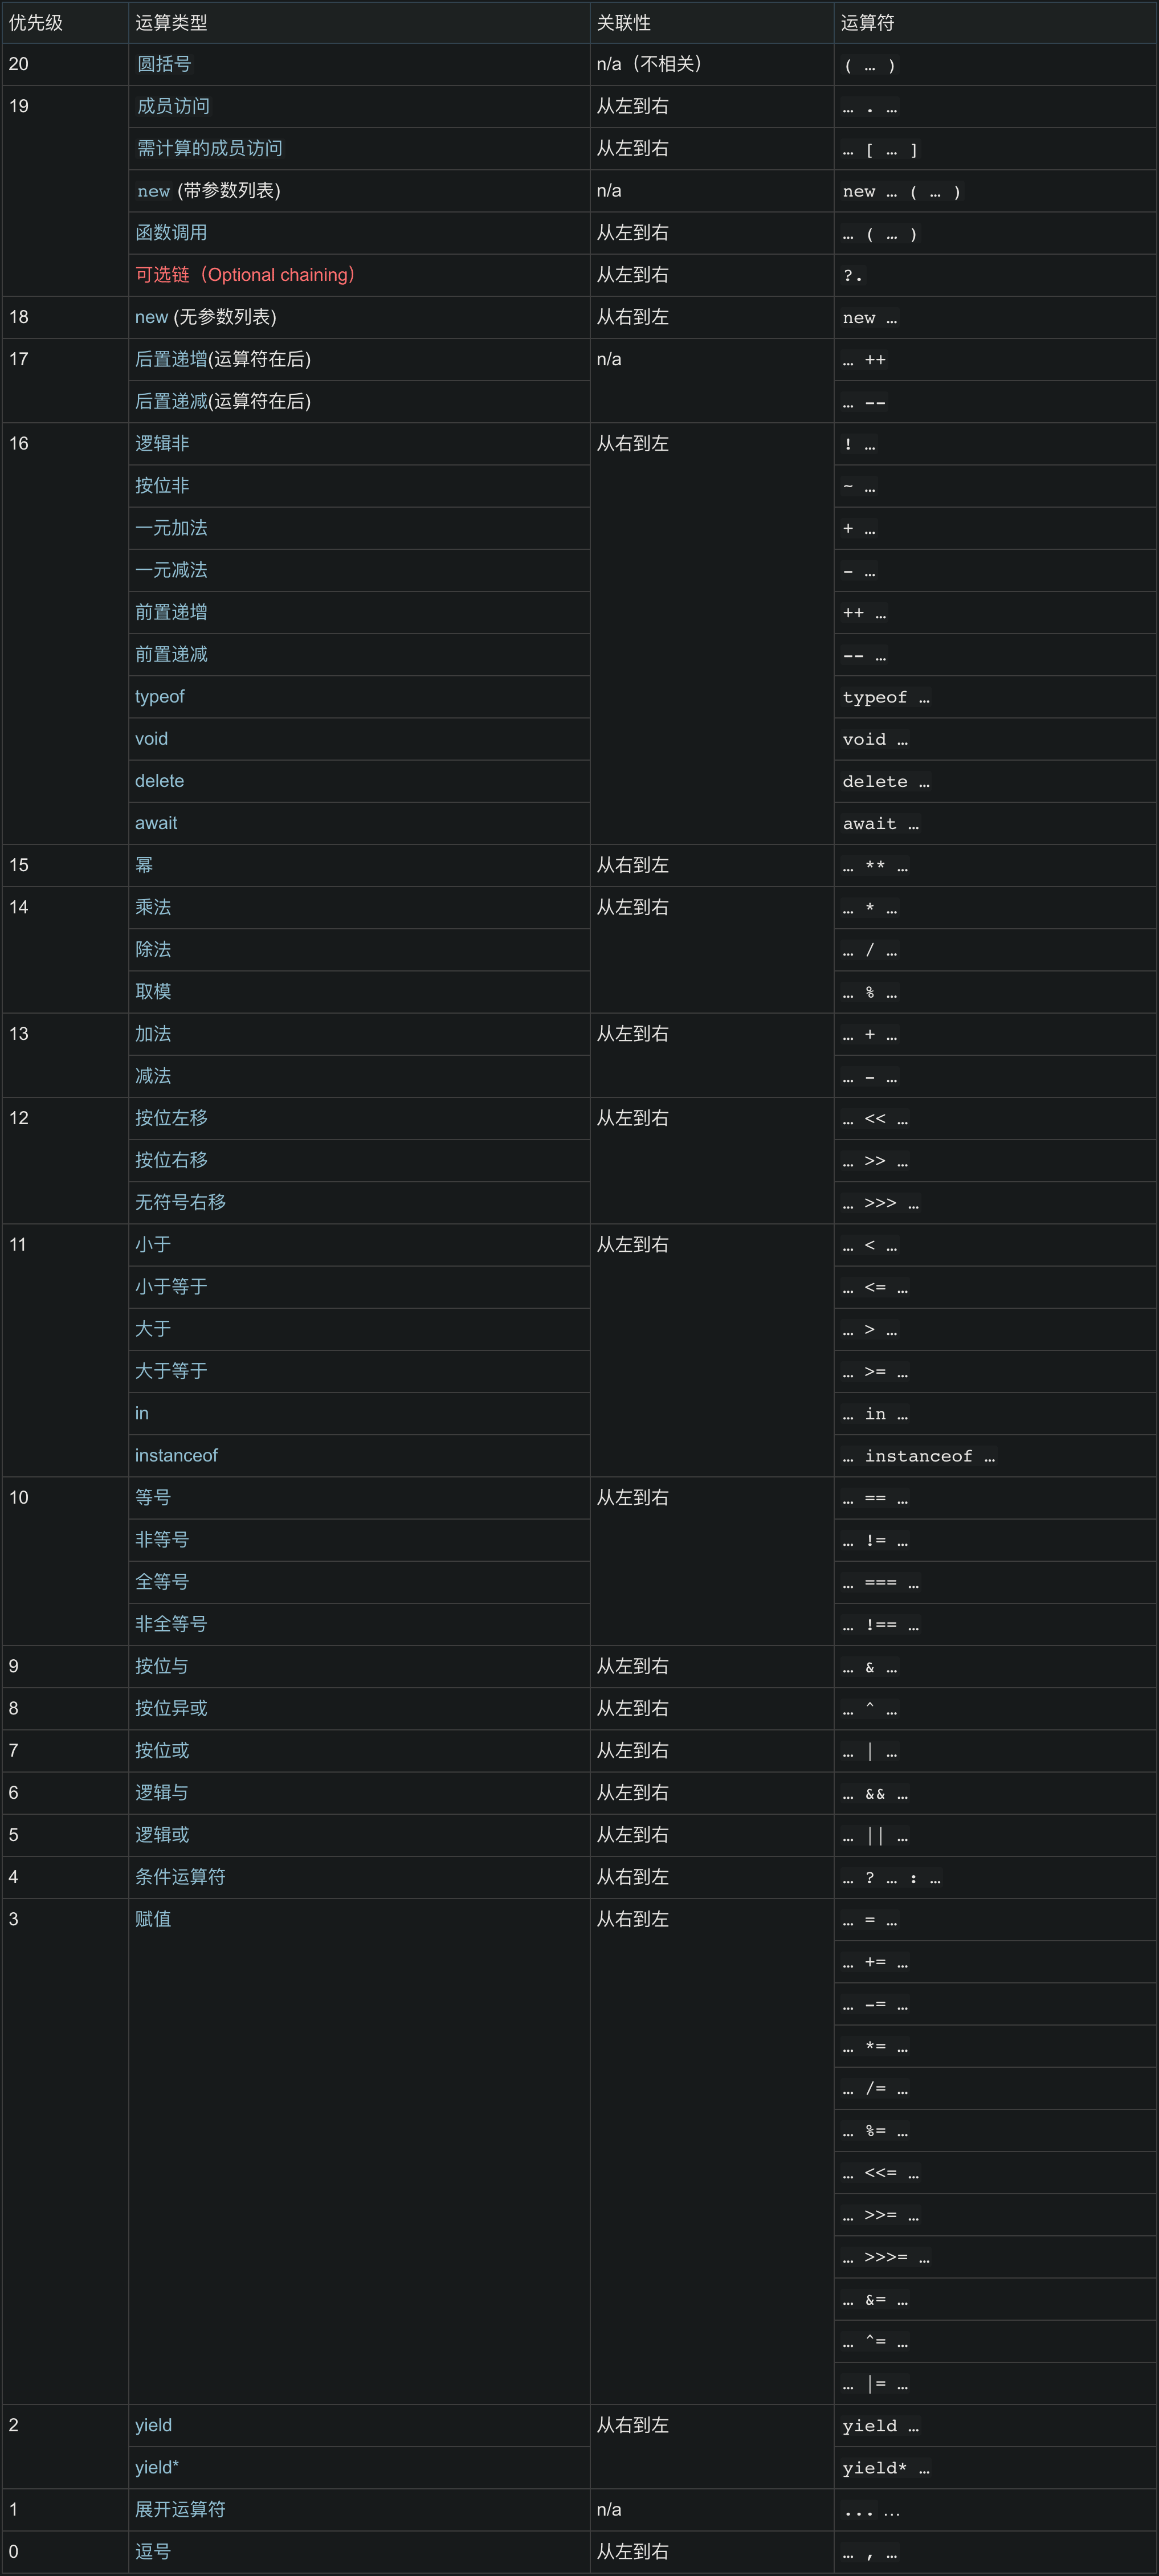 优先级 运算类型 关联性 运算符
20 圆括号 n/a（不相关） ( … )
19 成员访问 从左到右 … . …
需计算的成员访问 从左到右 … [ … ]
new (带参数列表) n/a new … ( … )
函数调用 从左到右 … ( … )
可选链（Optional chaining） 从左到右 ?.
18 new (无参数列表) 从右到左 new …
17 后置递增(运算符在后) n/a … ++
后置递减(运算符在后) … --
16 逻辑非 从右到左 ! …
按位非 ~ …
一元加法 + …
一元减法 - …
前置递增 ++ …
前置递减 -- …
typeof typeof …
void void …
delete delete …
await await …
15 幂 从右到左 … ** …
14 乘法 从左到右 … * …
除法 … / …
取模 … % …
13 加法 从左到右 … + …
减法 … - …
12 按位左移 从左到右 … << …
按位右移 … >> …
无符号右移 … >>> …
11 小于 从左到右 … < …
小于等于 … <= …
大于 … > …
大于等于 … >= …
in … in …
instanceof … instanceof …
10 等号 从左到右 … == …
非等号 … != …
全等号 … === …
非全等号 … !== …
9 按位与 从左到右 … & …
8 按位异或 从左到右 … ^ …
7 按位或 从左到右 … | …
6 逻辑与 从左到右 … && …
5 逻辑或 从左到右 … || …
4 条件运算符 从右到左 … ? … : …
3 赋值 从右到左 … = …
… += …
… -= …
… *= …
… /= …
… %= …
… <<= …
… >>= …
… >>>= …
… &= …
… ^= …
… |= …
2 yield 从右到左 yield …
yield* yield* …
1 展开运算符 n/a ... …
0 逗号 从左到右 … , …